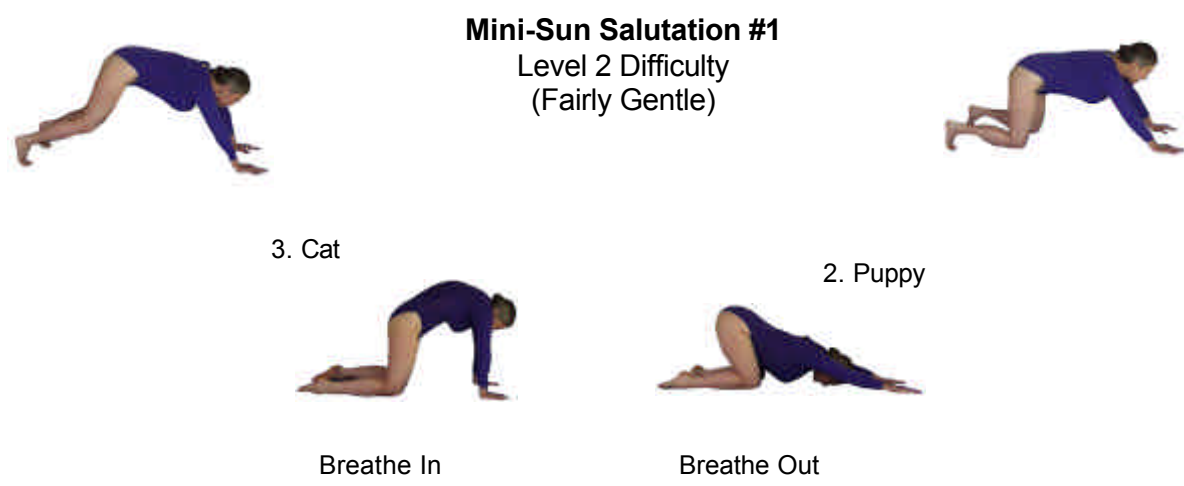 Mini-Sun Salutation #1
Level 2 Difficulty
(Fairly Gentle)
3. Cat
2. Puppy
Breathe In
Breathe Out